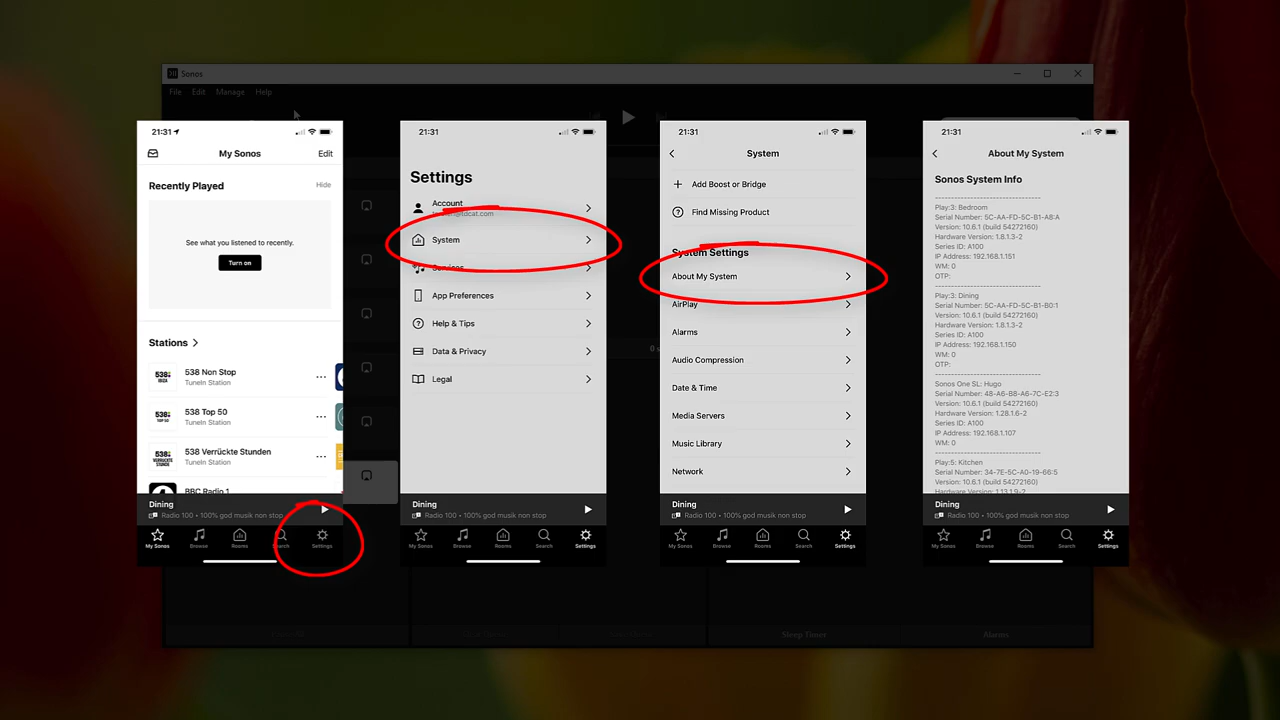 Sonos
File Edit Manage Help
21:31
My Sonos
Edit
Recently Played
Hide
See what you listened to recently.
Turn on
Stations
538 Non Stop
TuneIn Station
538 Top 50
TuneIn Station
538 Verrückte Stunden
TuneIn Station
BBC Radio 1
Dining
Radio 100 • 100% god musik non stop
My Sonos Browse Rooms Search Settings
21:31
Settings
Account
System
Services
App Preferences
Help & Tips
Data & Privacy
Legal
Dining
Radio 100 • 100% god musik non stop
My Sonos Browse Rooms Search Settings
21:31
System
Add Boost or Bridge
Find Missing Product
System Settings
About My System
AirPlay
Alarms
Audio Compression
Date & Time
Media Servers
Music Library
Network
Dining
Radio 100 • 100% god musik non stop
My Sonos Browse Rooms Search Settings
21:31
About My System
Sonos System Info
---------------------------------
Play:3: Bedroom
Serial Number: 5C-AA-FD-5C-B1-A8:A
Version: 10.6.1 (build 54272160)
Hardware Version: 1.8.1.3-2
Series ID: A100
IP Address: 192.168.1.151
WM: 0
OTP:
---------------------------------
Play:3: Dining
Serial Number: 5C-AA-FD-5C-B1-B0:1
Version: 10.6.1 (build 54272160)
Hardware Version: 1.8.1.3-2
Series ID: A100
IP Address: 192.168.1.150
WM: 0
OTP:
---------------------------------
Sonos One SL: Hugo
Serial Number: 48-A6-B8-A6-7C-E2:3
Version: 10.6.1 (build 54272160)
Hardware Version: 1.28.1.6-2
Series ID: A100
IP Address: 192.168.1.107
WM: 0
---------------------------------
Play:5: Kitchen
Serial Number: 34-7E-5C-A0-19-66:5
Version: 10.6.1 (build 54272160)
Hardware Version: 1.13.1.9-2
Dining
Radio 100 • 100% god musik non stop
My Sonos Browse Rooms Search Settings
Sleep Timer
Alarms